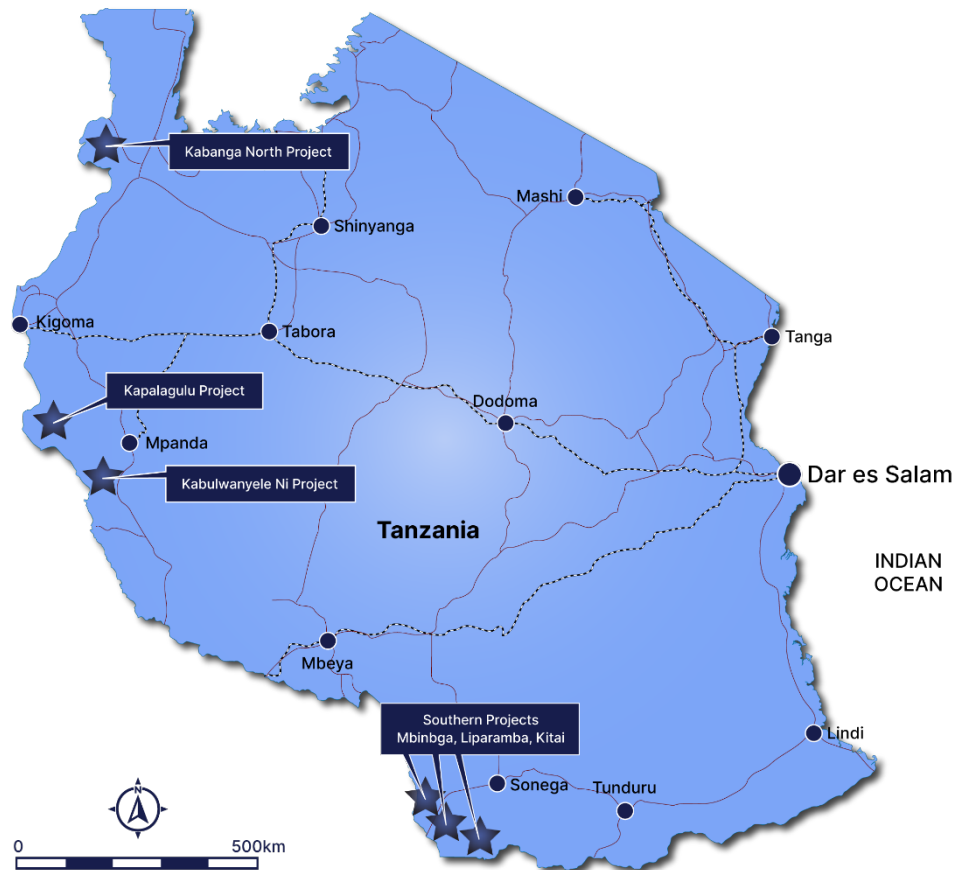 Kabanga North Project
Mashi
Shinyanga
Kigoma
Tabora
Tanga
Kapalagulu Project
Dodoma
Mpanda
Dar es Salam
Kabulwanyele Ni Project
Tanzania
INDIAN
OCEAN
Mbeya
Southern Projects
Mbinbga, Liparamba, Kitai
Lindi
Sonega
Tunduru
N
0
500km